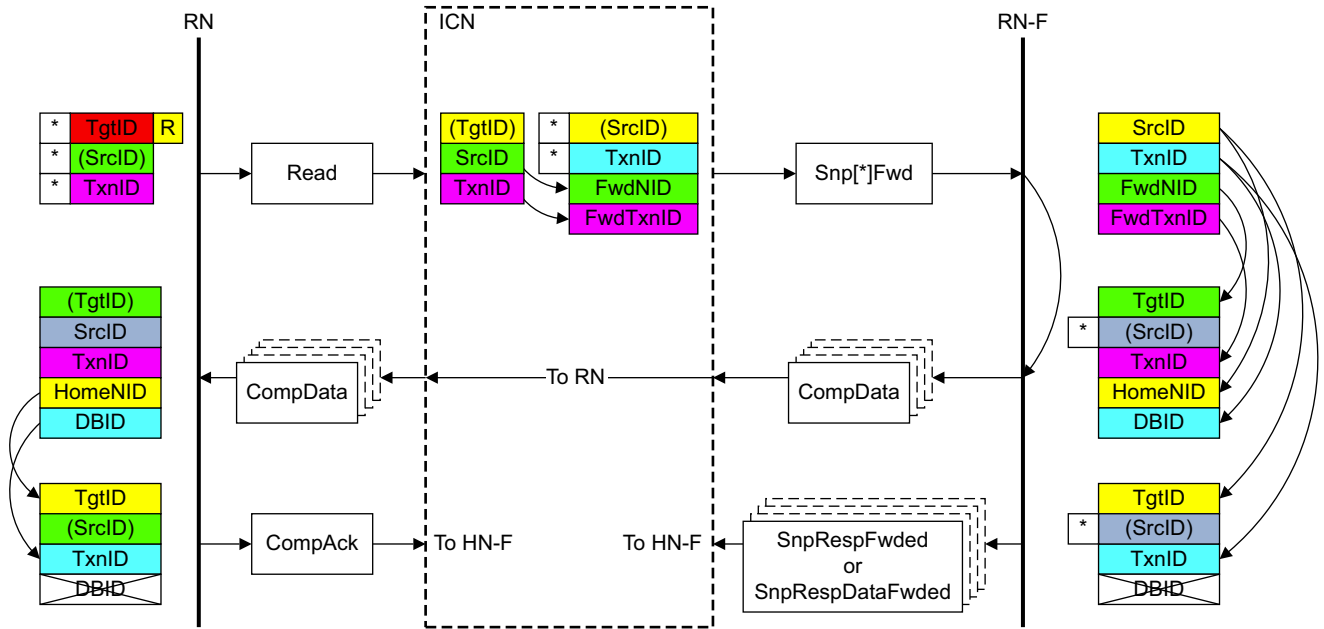 RN
ICN
RN-F
* TgtID R
* (SrcID)
* TxnID
Read
(TgtID)
SrcID
TxnID
* (SrcID)
* TxnID
FwdNID
FwdTxnID
Snp[*]Fwd
SrcID
TxnID
FwdNID
FwdTxnID
(TgtID)
SrcID
TxnID
HomeNID
DBID
CompData
To RN
CompData
TgtID
* (SrcID)
TxnID
HomeNID
DBID
TgtID
(SrcID)
TxnID
DBID
CompAck
To HN-F
To HN-F
SnpRespFwded
or
SnpRespDataFwded
TgtID
* (SrcID)
TxnID
DBID